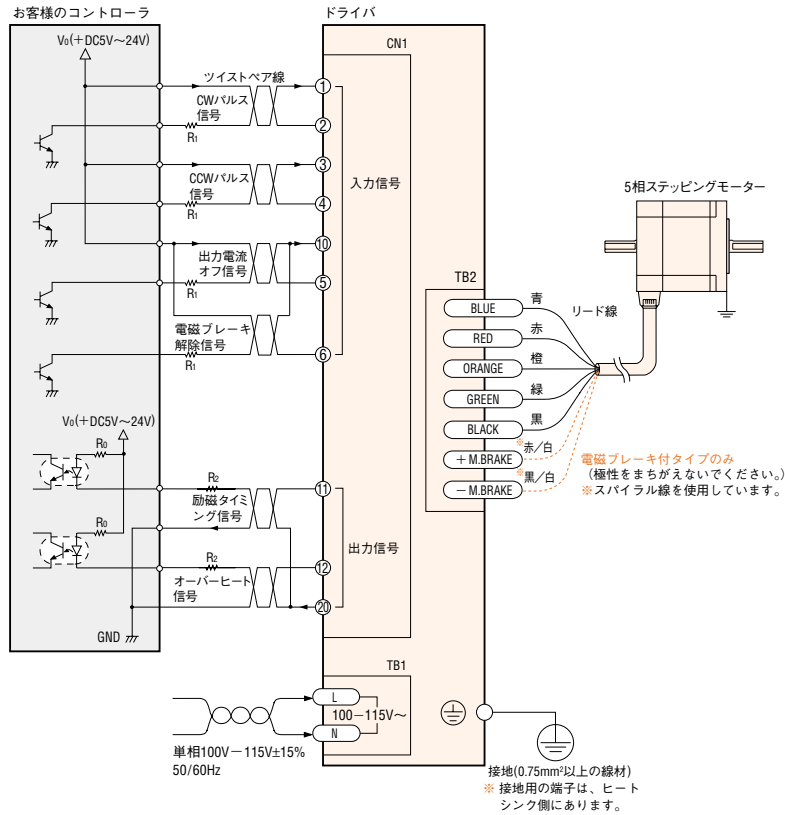 お客様のコントローラ
ドライバ
V₀(+DC5V〜24V)
CN1
ツイストペア線
CWパルス
信号
R₁
①
②
CCWパルス
信号
R₁
③
④
入力信号
出力電流
オフ信号
R₁
⑩
⑤
電磁ブレーキ
解除信号
R₁
⑥
5相ステッピングモーター
TB2
BLUE
青
リード線
RED
赤
ORANGE
橙
GREEN
緑
BLACK
黒
+M.BRAKE
※赤/白
−M.BRAKE
※黒/白
電磁ブレーキ付タイプのみ
(極性をまちがえないでください。)
※スパイラル線を使用しています。
V₀(+DC5V〜24V)
R₀
R₂
励磁タイミ
ング信号
⑪
R₀
R₂
オーバーヒート
信号
⑫
⑳
出力信号
GND
TB1
L
100−115V〜
N
単相100V−115V±15%
50/60Hz
接地(0.75mm²以上の線材)
※ 接地用の端子は、ヒート
シンク側にあります。